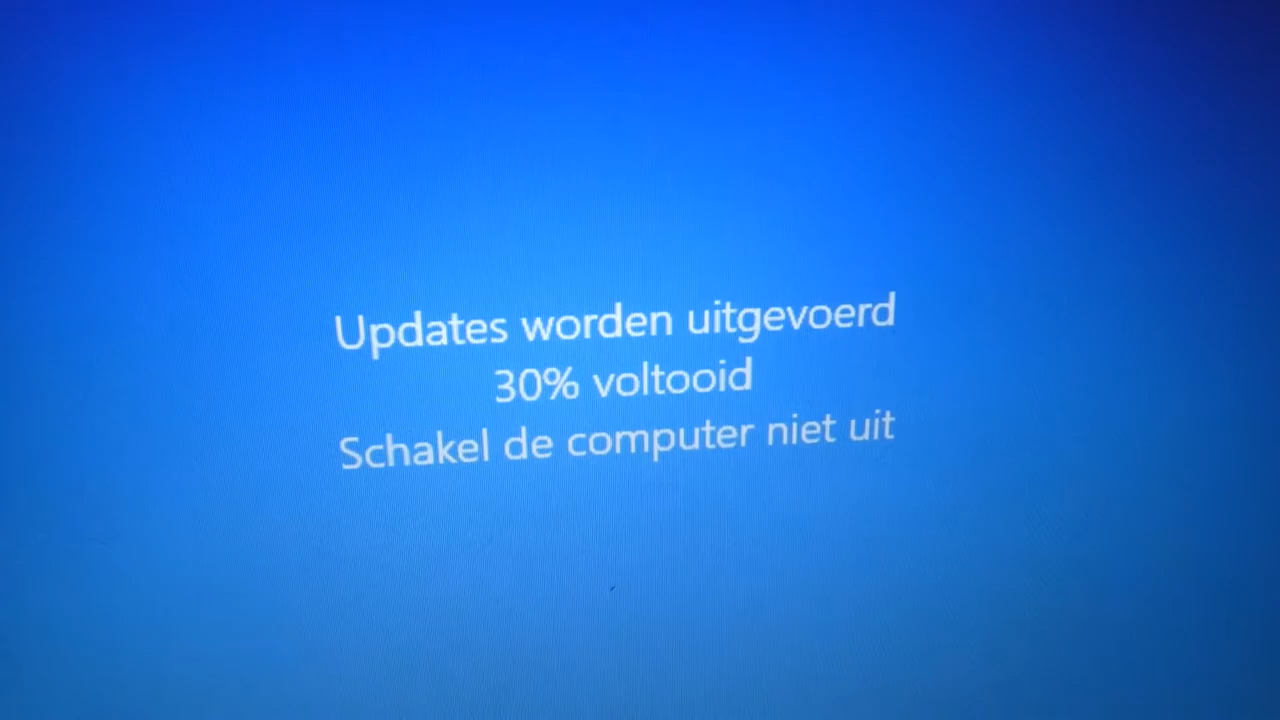 Updates worden uitgevoerd
30% voltooid
Schakel de computer niet uit